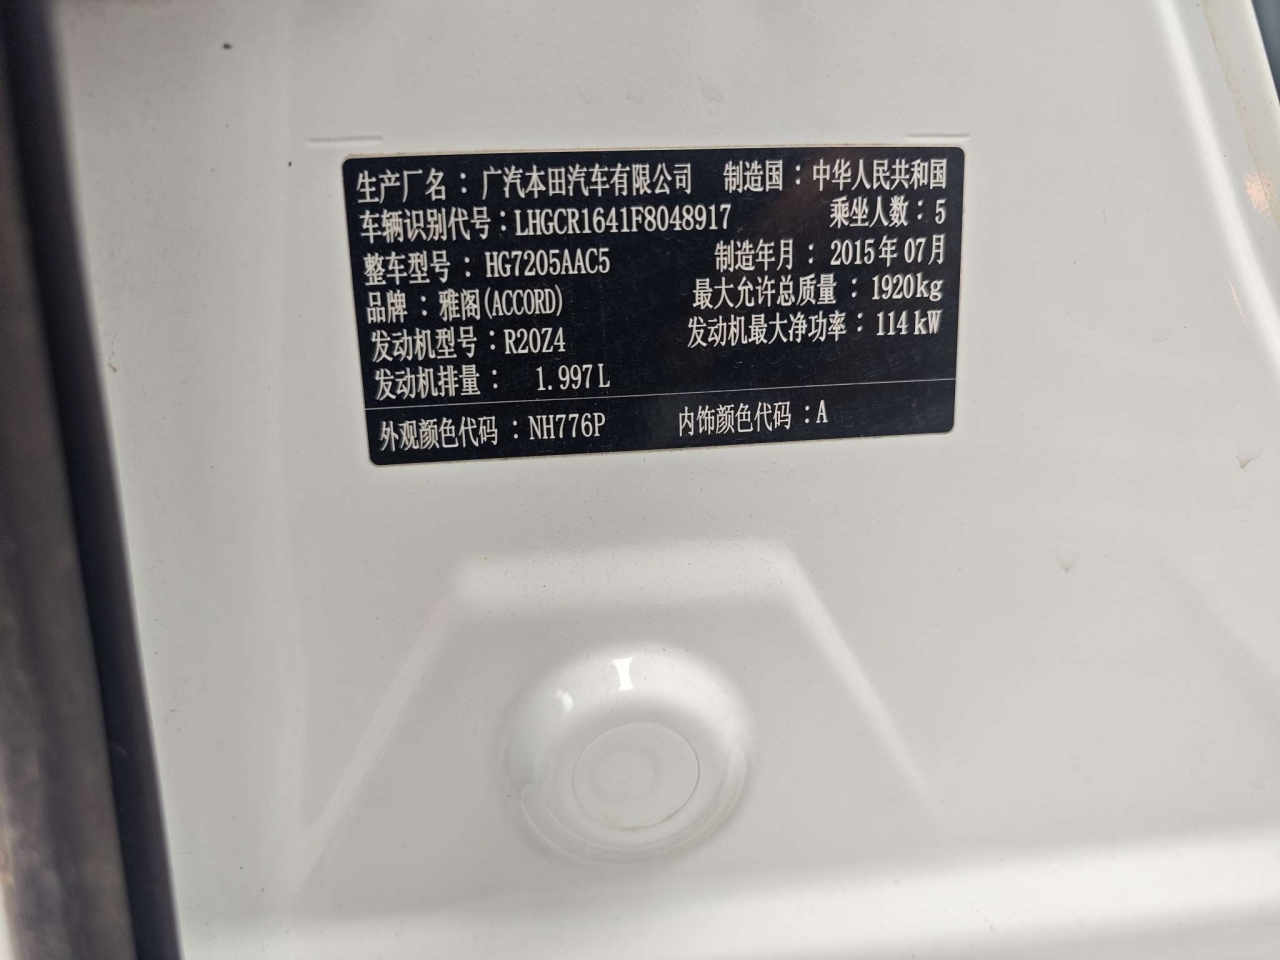 生产厂名：广汽本田汽车有限公司 制造国：中华人民共和国
车辆识别代号：LHGCR1641F8048917 乘坐人数：5
整车型号：HG7205AAC5 制造年月：2015年07月
品牌：雅阁(ACCORD) 最大允许总质量：1920kg
发动机型号：R20Z4 发动机最大净功率：114kW
发动机排量： 1.997L
外观颜色代码：NH776P 内饰颜色代码：A